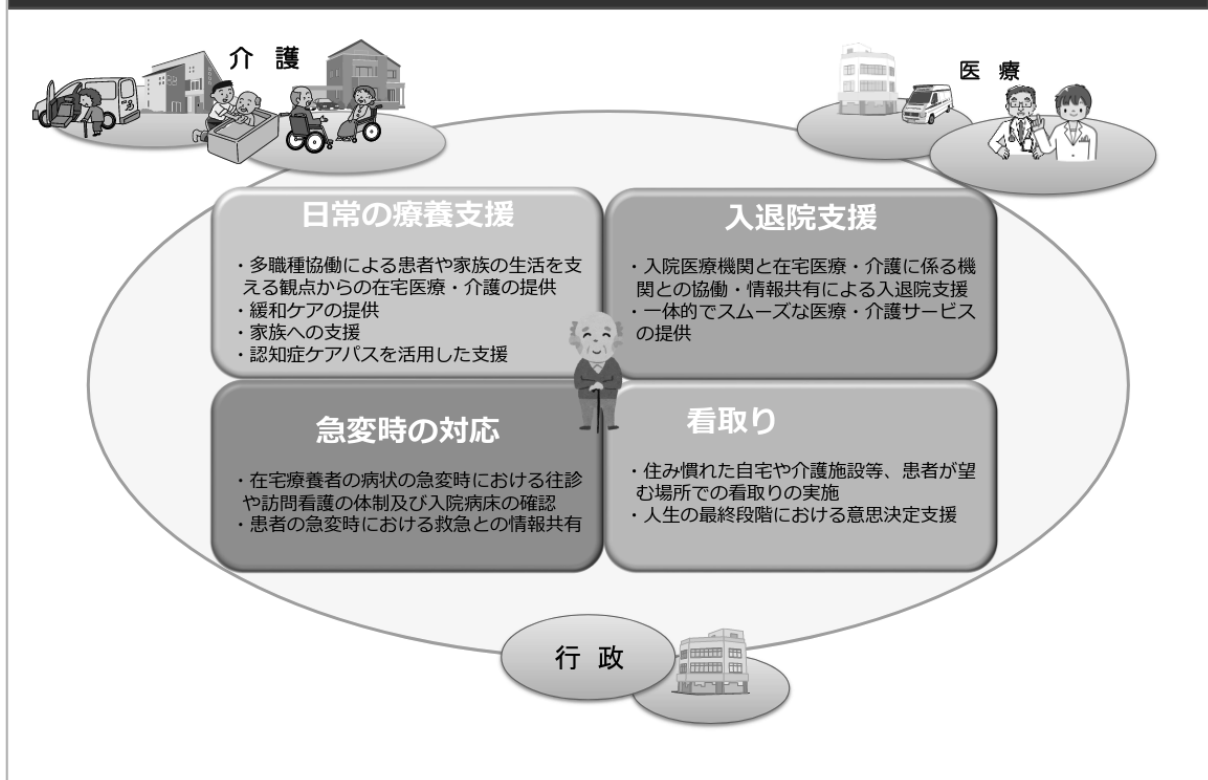 介 護
医 療
日常の療養支援
・多職種協働による患者や家族の生活を支
える観点からの在宅医療・介護の提供
・緩和ケアの提供
・家族への支援
・認知症ケアパスを活用した支援
入退院支援
・入院医療機関と在宅医療・介護に係る機
関との協働・情報共有による入退院支援
・一体的でスムーズな医療・介護サービス
の提供
急変時の対応
・在宅療養者の病状の急変時における往診
や訪問看護の体制及び入院病床の確認
・患者の急変時における救急との情報共有
看取り
・住み慣れた自宅や介護施設等、患者が望
む場所での看取りの実施
・人生の最終段階における意思決定支援
行 政